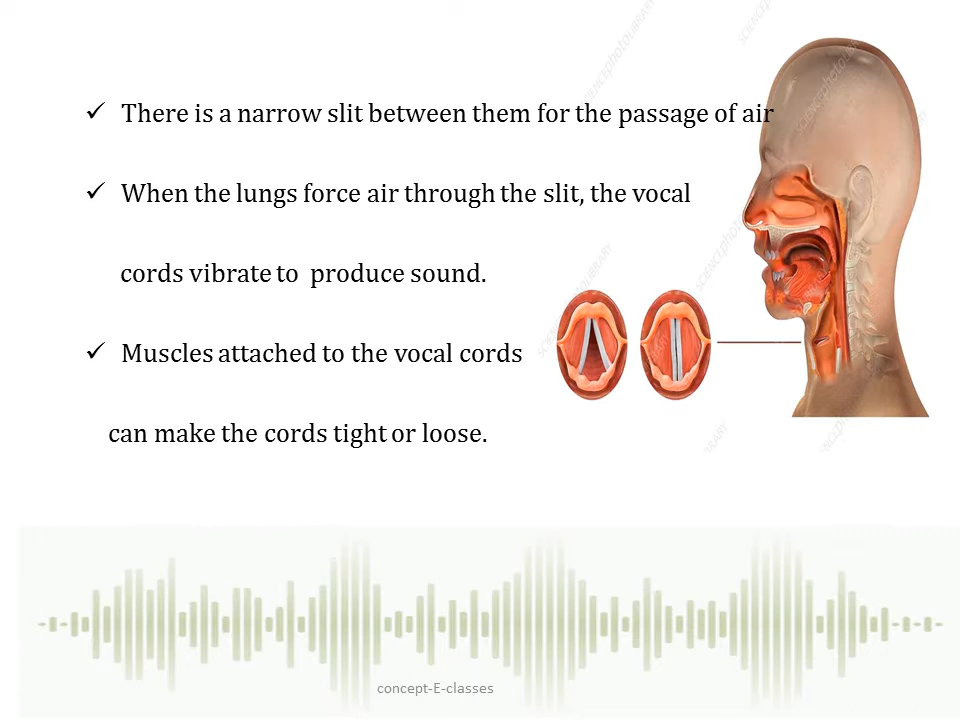 ✓ There is a narrow slit between them for the passage of air
✓ When the lungs force air through the slit, the vocal
cords vibrate to produce sound.
✓ Muscles attached to the vocal cords
can make the cords tight or loose.
SCIENCEphotoLIBRARY
concept-E-classes